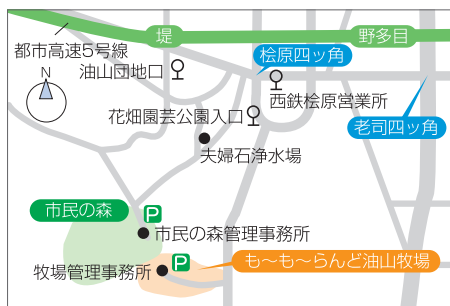 堤
野多目
都市高速5号線
桧原四ッ角
N
油山団地口
西鉄桧原営業所
花畑園芸公園入口
老司四ッ角
夫婦石浄水場
市民の森
P
市民の森管理事務所
も～も～らんど油山牧場
P
牧場管理事務所